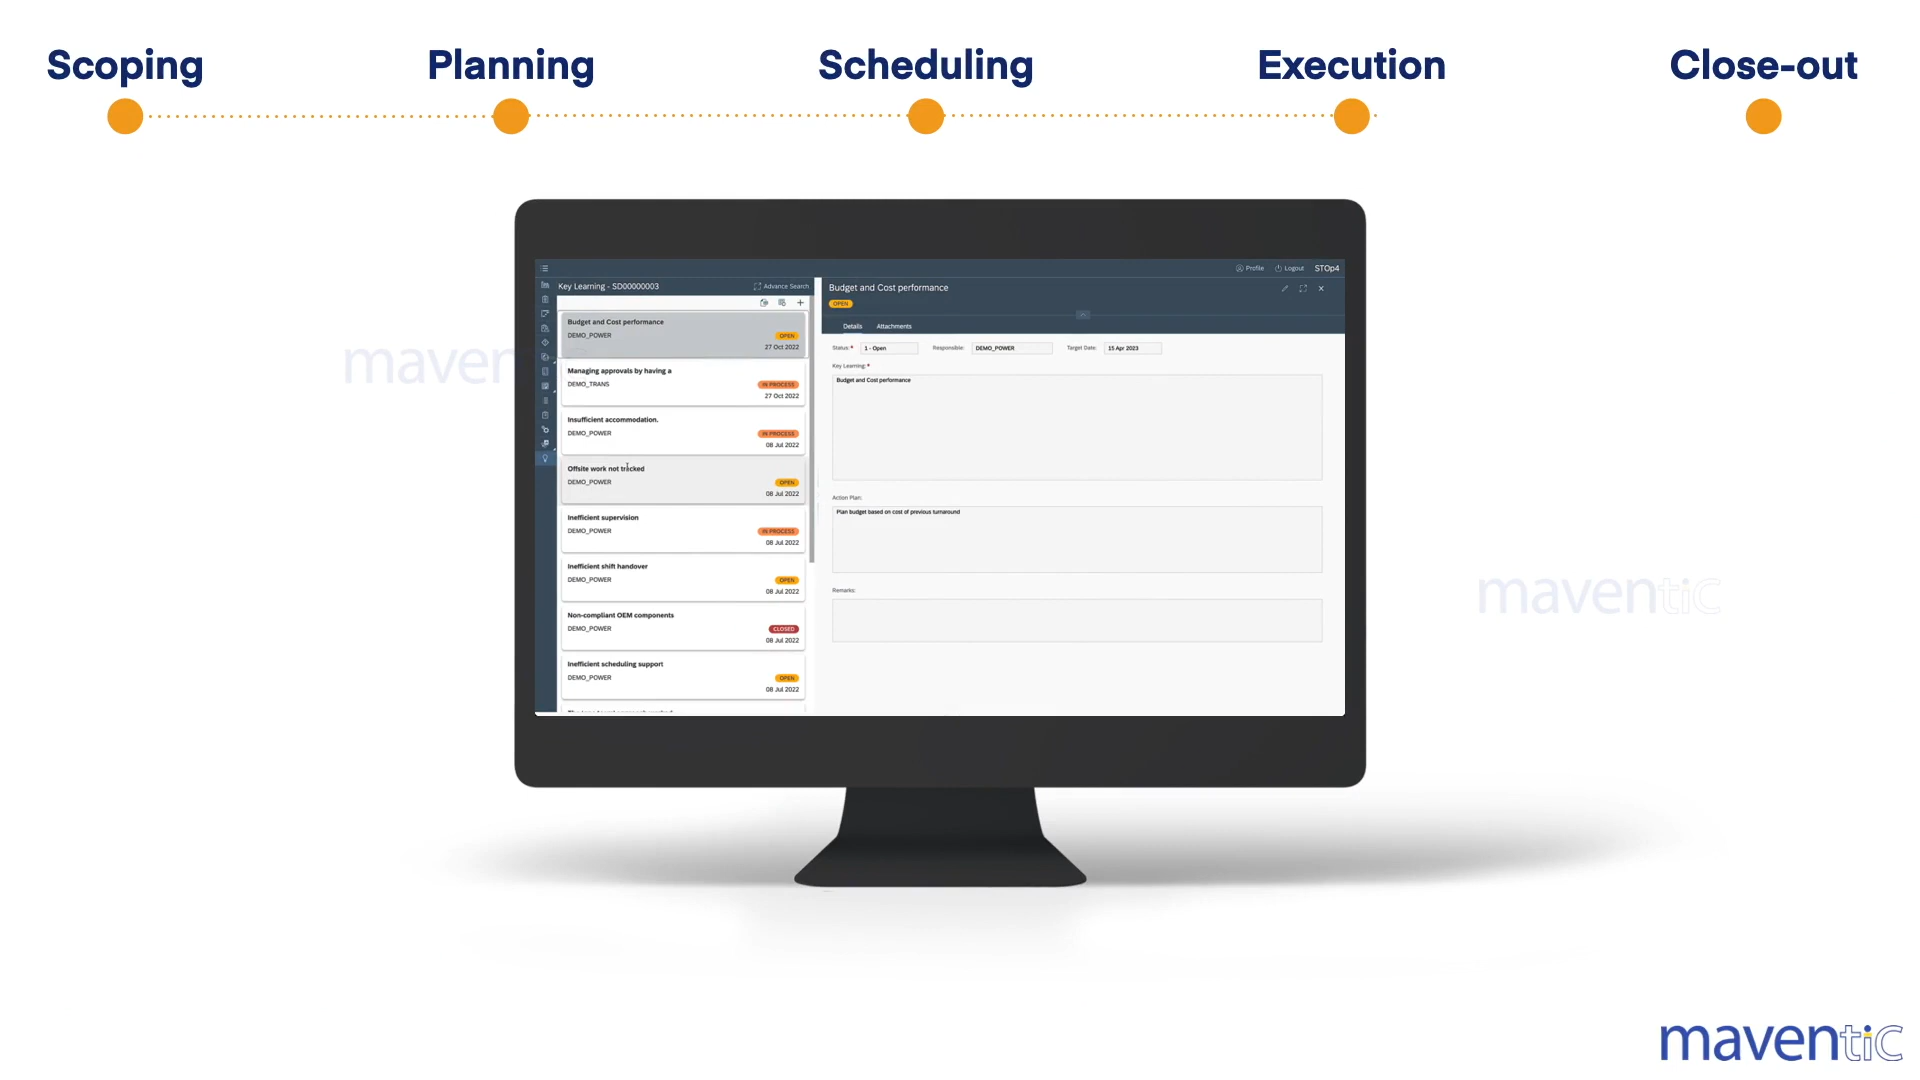 Scoping
Planning
Scheduling
Execution
Close-out
Profile
Logout
STOp4
Key Learning - SD00000003
Advance Search
Budget and Cost performance
DEMO_POWER
OPEN
27 Oct 2022
Managing approvals by having a
DEMO_TRANS
IN PROCESS
27 Oct 2022
Insufficient accommodation.
DEMO_POWER
IN PROCESS
08 Jul 2022
Offsite work not tracked
DEMO_POWER
OPEN
08 Jul 2022
Inefficient supervision
DEMO_POWER
IN PROCESS
08 Jul 2022
Inefficient shift handover
DEMO_POWER
OPEN
08 Jul 2022
Non-compliant OEM components
DEMO_POWER
CLOSED
08 Jul 2022
Inefficient scheduling support
DEMO_POWER
OPEN
08 Jul 2022
Budget and Cost performance
OPEN
Details
Attachments
Status: *
1 - Open
Responsible:
DEMO_POWER
Target Date:
15 Apr 2023
Key Learning: *
Budget and Cost performance
Action Plan:
Plan budget based on cost of previous turnaround
Remarks:
maven
maventic
maventic